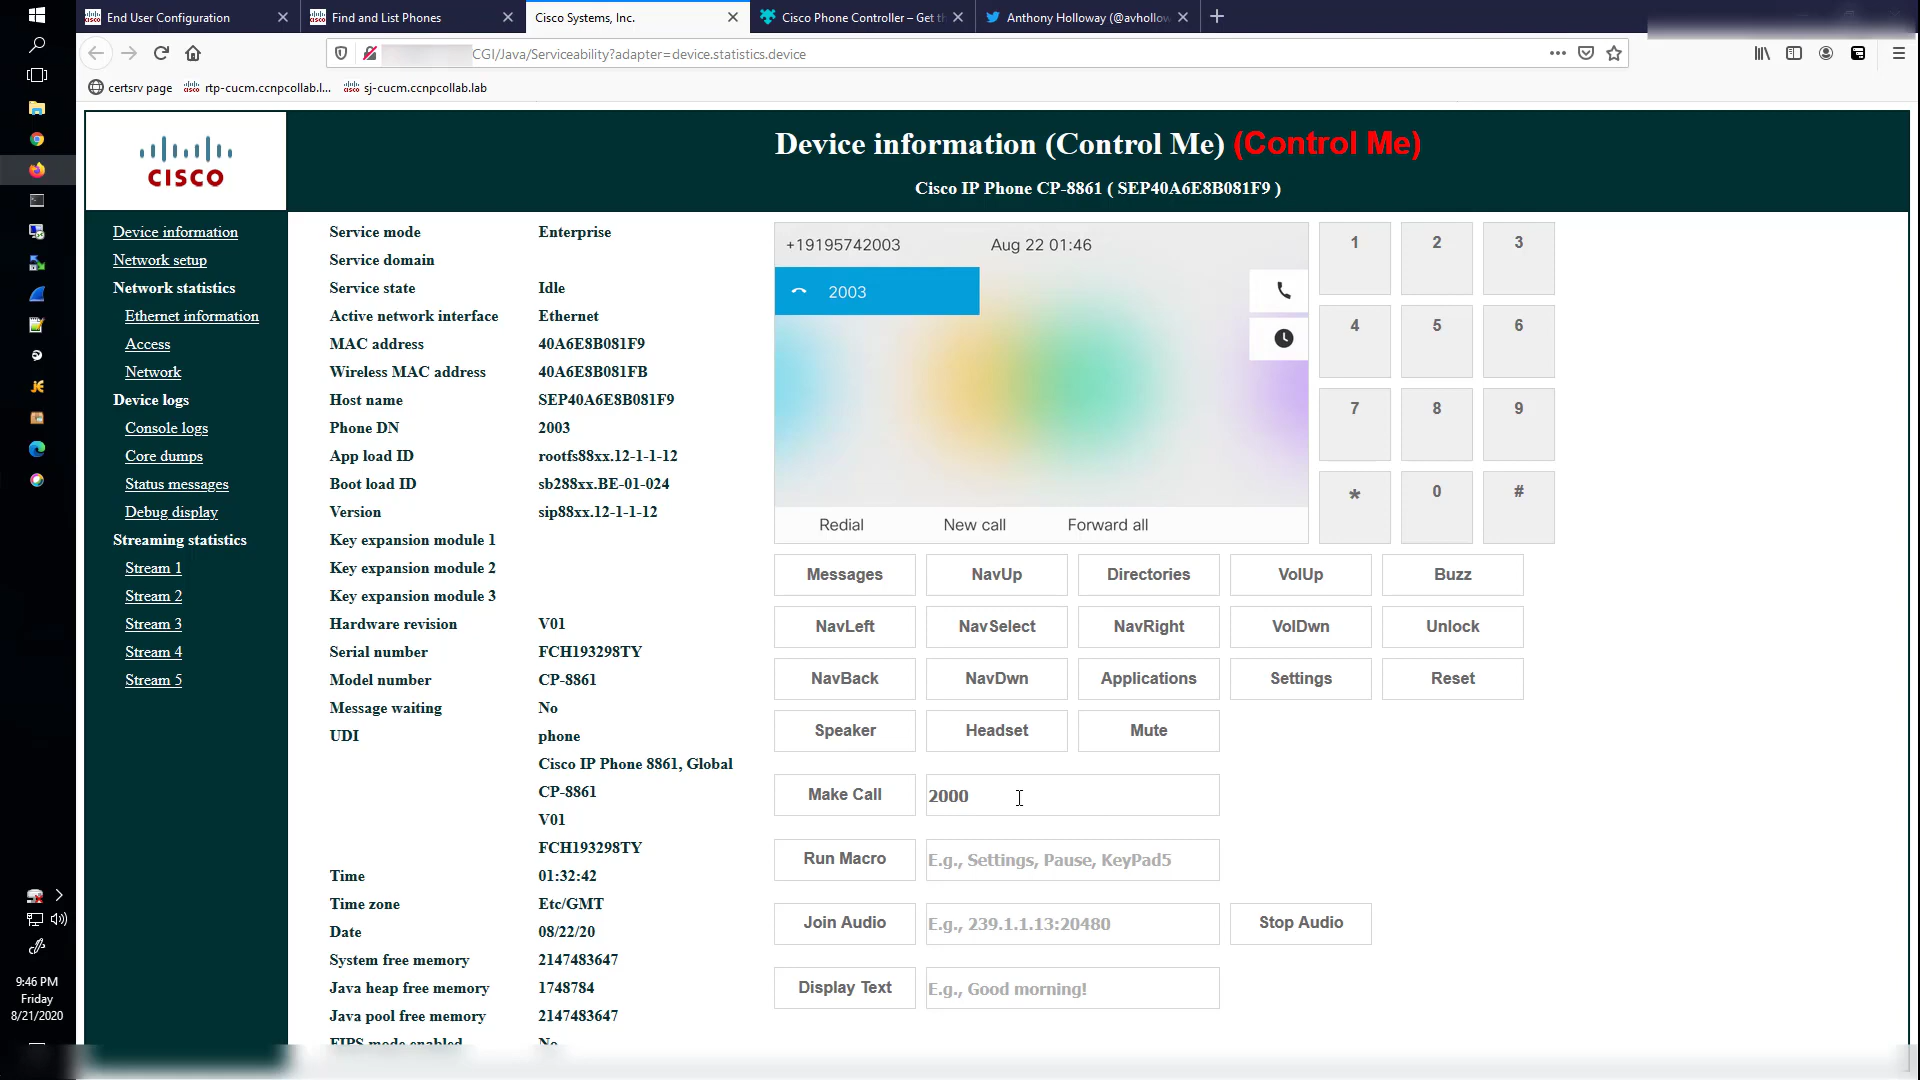 End User Configuration
Find and List Phones
Cisco Systems, Inc.
Cisco Phone Controller – Get t
Anthony Holloway (@avhollow
CGI/Java/Serviceability?adapter=device.statistics.device
certsrv page
rtp-cucm.ccnpcollab.l...
sj-cucm.ccnpcollab.lab
CISCO
Device information (Control Me) (Control Me)
Cisco IP Phone CP-8861 ( SEP40A6E8B081F9 )
Device information
Network setup
Network statistics
Ethernet information
Access
Network
Device logs
Console logs
Core dumps
Status messages
Debug display
Streaming statistics
Stream 1
Stream 2
Stream 3
Stream 4
Stream 5
Service mode Enterprise
Service domain
Service state Idle
Active network interface Ethernet
MAC address 40A6E8B081F9
Wireless MAC address 40A6E8B081FB
Host name SEP40A6E8B081F9
Phone DN 2003
App load ID rootfs88xx.12-1-1-12
Boot load ID sb288xx.BE-01-024
Version sip88xx.12-1-1-12
Key expansion module 1
Key expansion module 2
Key expansion module 3
Hardware revision V01
Serial number FCH193298TY
Model number CP-8861
Message waiting No
UDI phone
Cisco IP Phone 8861, Global
CP-8861
V01
FCH193298TY
Time 01:32:42
Time zone Etc/GMT
Date 08/22/20
System free memory 2147483647
Java heap free memory 1748784
Java pool free memory 2147483647
FIPS mode enabled No
+19195742003 Aug 22 01:46
2003
Redial New call Forward all
1 2 3
4 5 6
7 8 9
* 0 #
Messages NavUp Directories VolUp Buzz
NavLeft NavSelect NavRight VolDwn Unlock
NavBack NavDwn Applications Settings Reset
Speaker Headset Mute
Make Call 2000
Run Macro E.g., Settings, Pause, KeyPad5
Join Audio E.g., 239.1.1.13:20480 Stop Audio
Display Text E.g., Good morning!
9:46 PM
Friday
8/21/2020